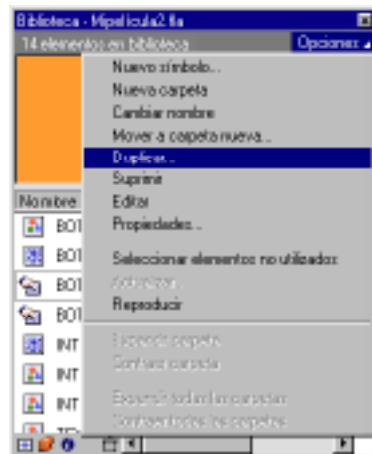 Biblioteca - Mipelicula2.fla
14 elementos en biblioteca Opciones
Nuevo símbolo...
Nueva carpeta
Cambiar nombre
Mover a carpeta nueva...
Duplicar...
Suprimir
Nombre
Editar
BOT
Propiedades...
BOT
Seleccionar elementos no utilizados
BOT
Actualizar...
BOT
Reproducir
INT
Expandir carpeta
INT
Contraer carpeta
INT
Expandir todas las carpetas
Contraer todas las carpetas